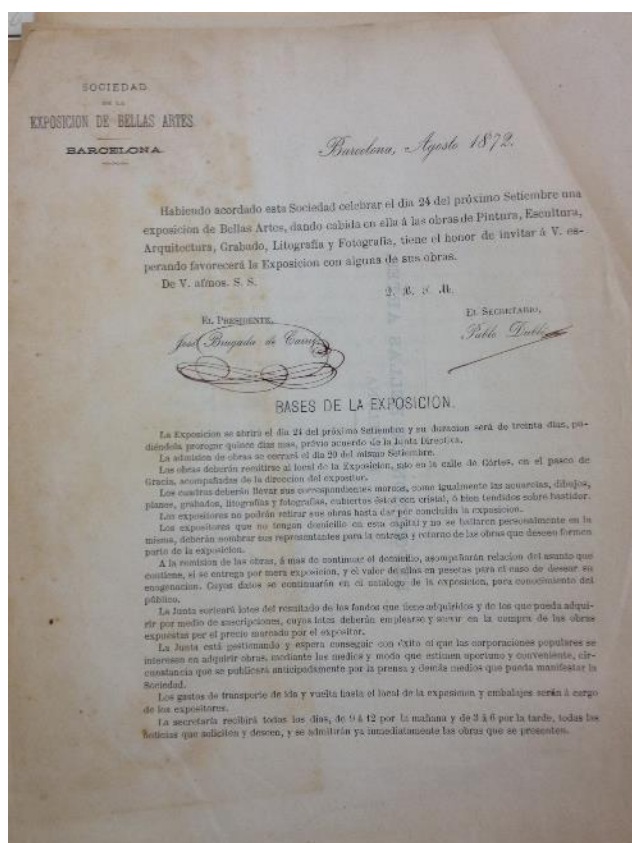 SOCIEDAD
DE LA
EXPOSICION DE BELLAS ARTES
BARCELONA
Barcelona, Agosto 1872.
Habiendo acordado esta Sociedad celebrar el dia 24 del próximo Setiembre una
exposicion de Bellas Artes, dando cabida en ella á las obras de Pintura, Escultura,
Arquitectura, Grabado, Litografía y Fotografía, tiene el honor de invitar á V. es-
perando favorecerá la Exposicion con alguna de sus obras.
De V. afmos. S. S.
EL PRESIDENTE,
EL SECRETARIO,
José Brugada de
Pablo
BASES DE LA EXPOSICION.
La Exposicion se abrirá el dia 24 del próximo Setiembre y su duracion será de treinta dias, pu-
diéndola prorogar quince dias mas, prévio acuerdo de la Junta Directiva.
La admision de obras se cerrará el dia 20 del mismo Setiembre.
Las obras deberán remitirse al local de la Exposicion, sito en la calle de Córtes, en el paseo de
Gracia, acompañadas de la direccion del expositor.
Los cuadros deberán llevar sus correspondientes marcos, como igualmente las acuarelas, dibujos,
planos, grabados, litografías y fotografías, cubiertos éstos con cristal, ó bien tendidos sobre bastidor.
Los expositores no podrán retirar sus obras hasta dar por concluida la exposicion.
Los expositores que no tengan domicilio en esta capital y no se hallaren personalmente en la
misma, deberán nombrar sus representantes para la entrega y retorno de las obras que deseen formen
parte de la exposicion.
A la remision de las obras, á mas de continuar el domicilio, acompañarán relacion del asunto que
contiene, si se entrega por mera exposicion, y el valor de ellas en pesetas para el caso de desear su
enagenacion. Cuyos datos se continuarán en el catálogo de la exposicion, para conocimiento del
público.
La Junta sorteará lotes del resultado de los fondos que tiene adquiridos y de los que pueda adqui-
rir por medio de suscripciones, cuyos lotes deberán emplearse y servir en la compra de las obras
expuestas por el precio marcado por el expositor.
La Junta está gestionando y espera conseguir con éxito el que las corporaciones populares se
interesen en adquirir obras, mediante los medios y modo que estimen oportuno y conveniente, cir-
cunstancia que se publicará anticipadamente por la prensa y demás medios que pueda manifestar la
Sociedad.
Los gastos de transporte de ida y vuelta hasta el local de la exposicion y embalajes serán á cargo
de los expositores.
La secretaría recibirá todos los dias, de 9 á 12 por la mañana y de 3 á 6 por la tarde, todas las
noticias que soliciten y deseen, y se admitirán ya inmediatamente las obras que se presenten.